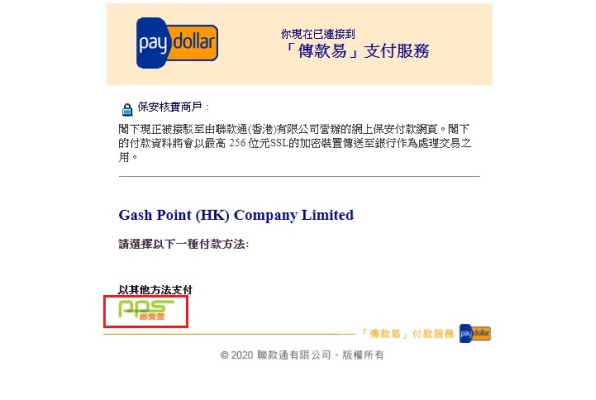 pay dollar
你現在已連接到
「傳款易」支付服務
保安核實商戶 :
閣下現正被接駁至由聯款通(香港)有限公司營辦的網上保安付款網頁。閣下
的付款資料將會以最高 256 位元SSL的加密裝置傳送至銀行作為處理交易之
用。
Gash Point (HK) Company Limited
請選擇以下一種付款方法:
以其他方法支付
PPS
繳費靈
「傳款易」付款服務 pay dollar
© 2020 聯款通有限公司。版權所有